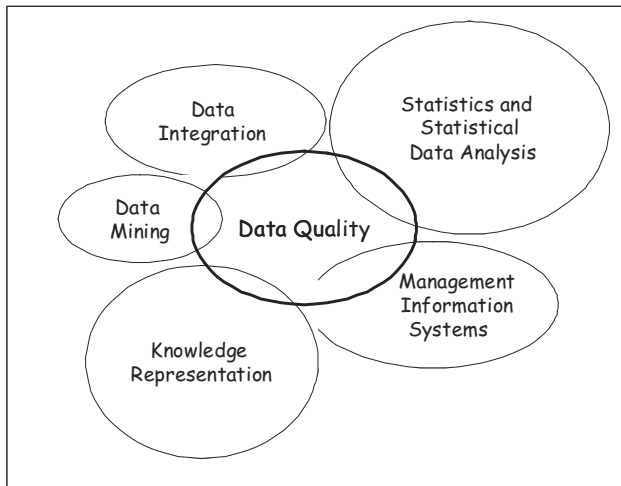 Data
Integration
Statistics and
Statistical
Data Analysis
Data
Mining
Data Quality
Management
Information
Systems
Knowledge
Representation